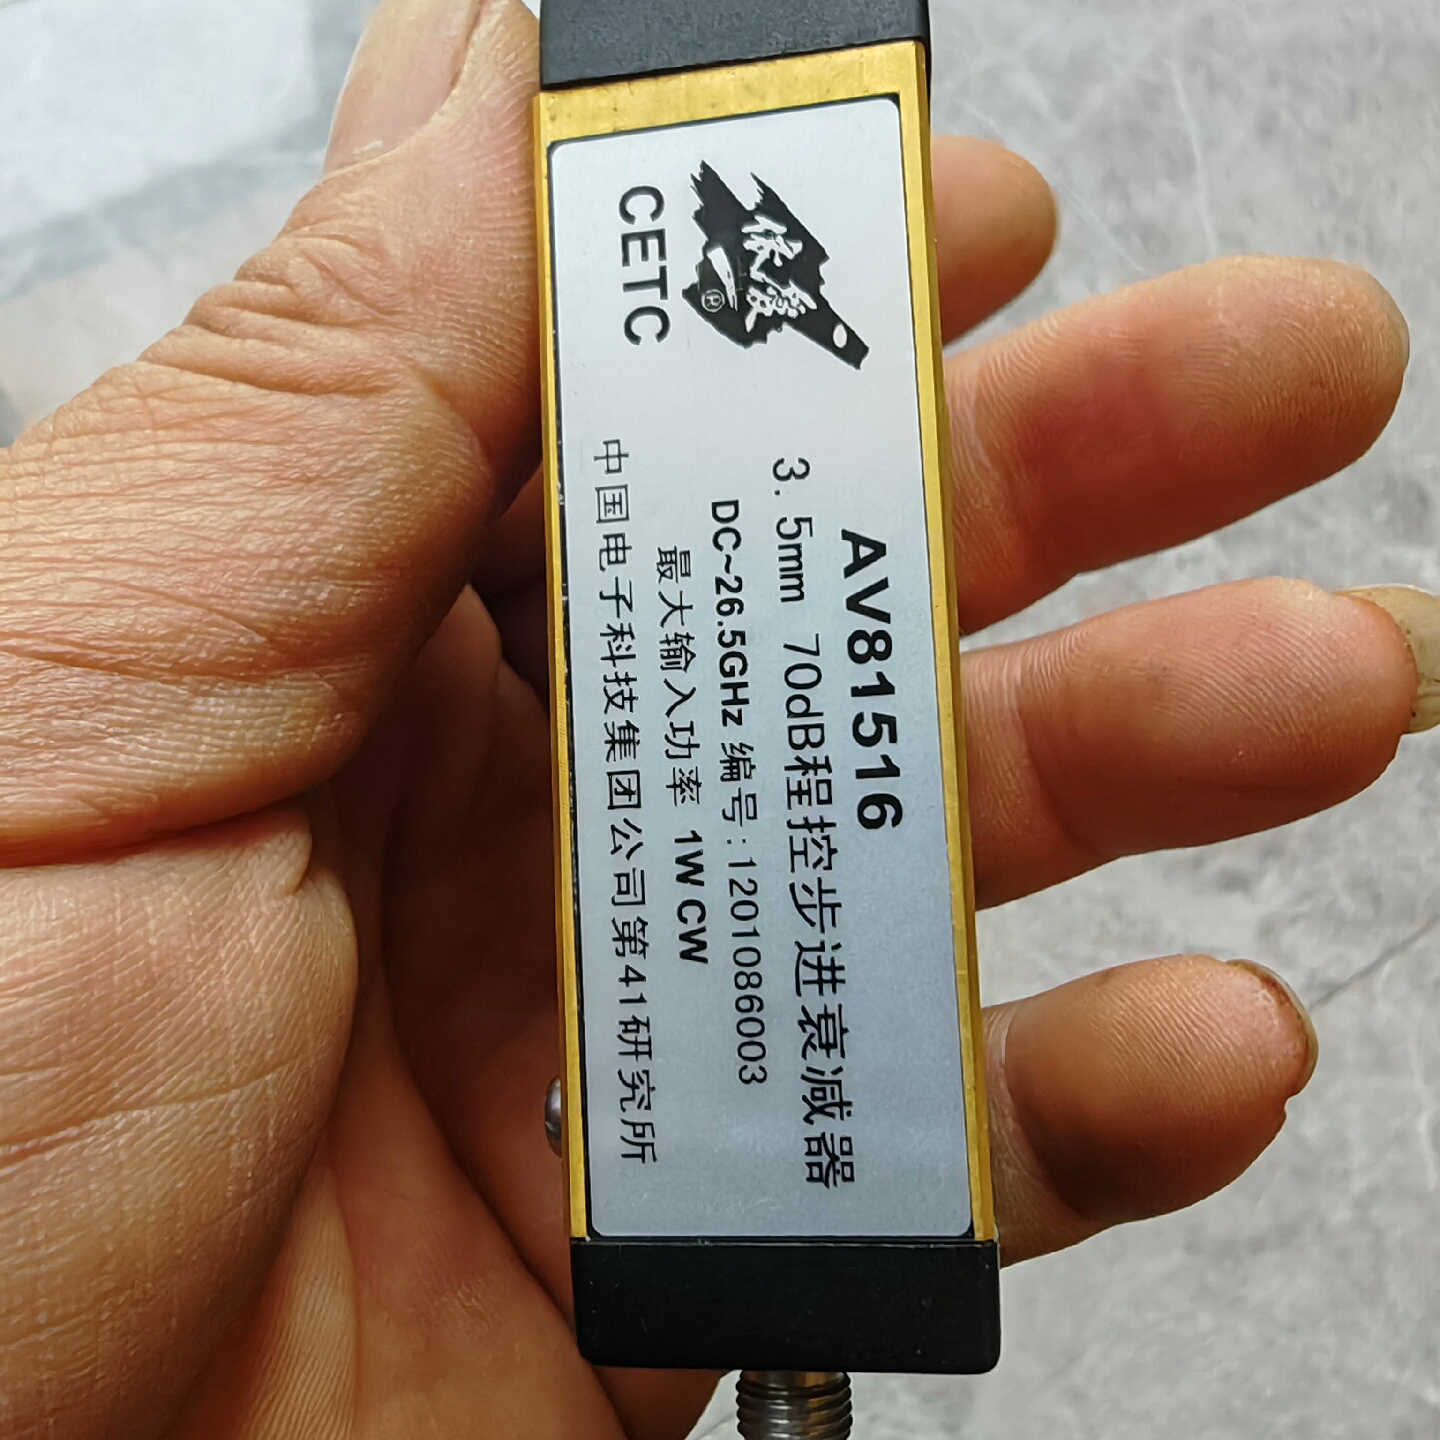 依爱
®
CETC
AV81516
3.5mm 70dB程控步进衰减器
DC~26.5GHz 编号:1201086003
最大输入功率 1W CW
中国电子科技集团公司第41研究所